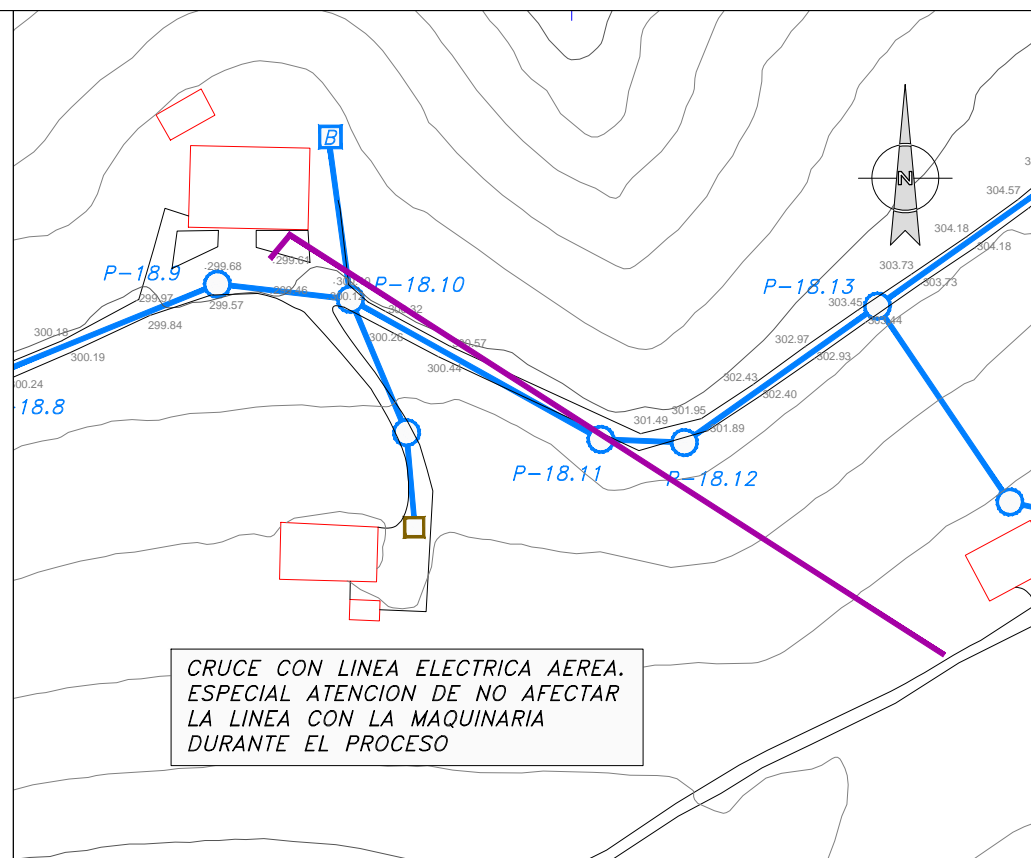 B
N
304.57
304.18
304.18
P-18.9
299.68
299.61
P-18.10
303.73
303.73
P-18.13
303.45
299.97
299.57
299.84
300.18
300.19
300.26
300.44
302.97
302.93
302.43
302.40
301.95
301.49
301.89
300.24
-18.8
P-18.11
P-18.12
CRUCE CON LINEA ELECTRICA AEREA.
ESPECIAL ATENCION DE NO AFECTAR
LA LINEA CON LA MAQUINARIA
DURANTE EL PROCESO